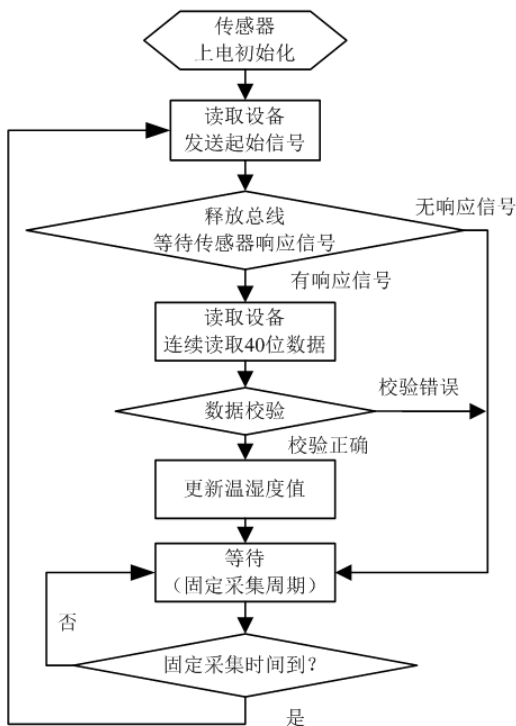 传感器
上电初始化
读取设备
发送起始信号
无响应信号
释放总线
等待传感器响应信号
有响应信号
读取设备
连续读取40位数据
校验错误
数据校验
校验正确
更新温湿度值
等待
（固定采集周期）
否
固定采集时间到?
是